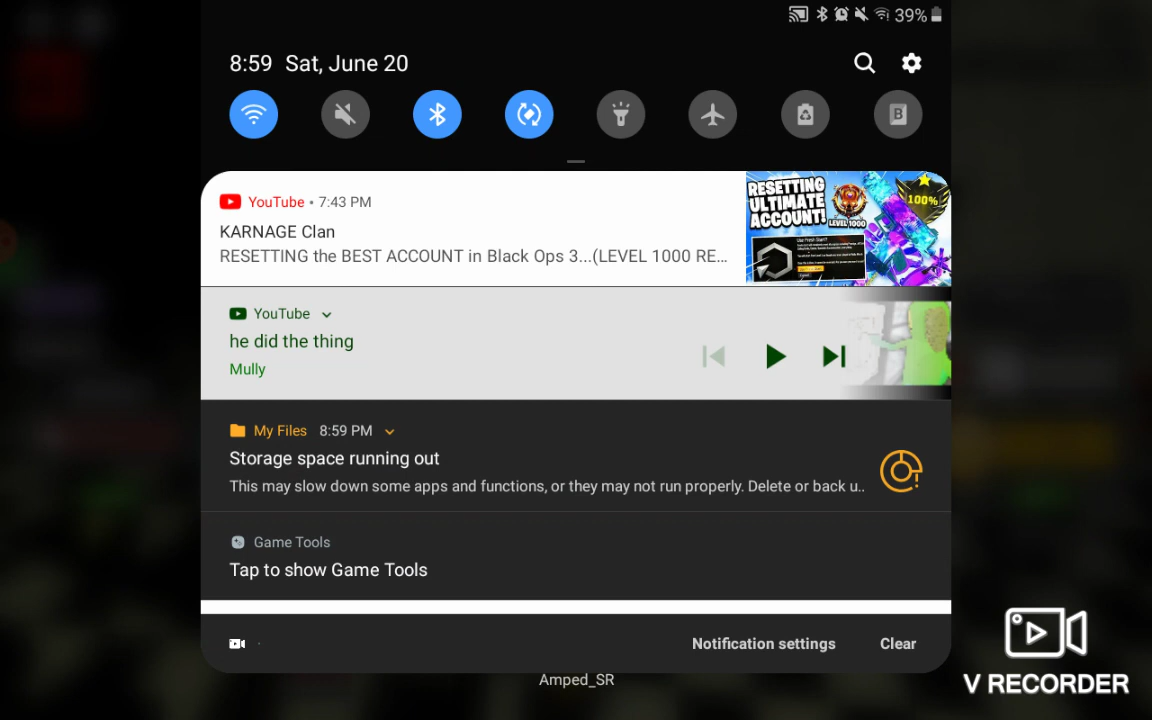 39%
8:59 Sat, June 20
B
YouTube • 7:43 PM
KARNAGE Clan
RESETTING the BEST ACCOUNT in Black Ops 3...(LEVEL 1000 RE...
RESETTING
ULTIMATE
ACCOUNT!
LEVEL 1000
100%
YouTube
he did the thing
Mully
My Files 8:59 PM
Storage space running out
This may slow down some apps and functions, or they may not run properly. Delete or back u..
Game Tools
Tap to show Game Tools
Notification settings Clear
Amped_SR
V RECORDER